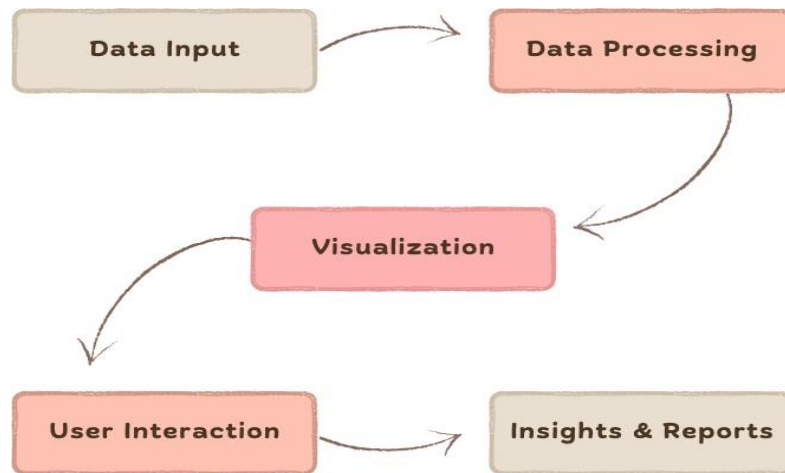 Data Input
Data Processing
Visualization
User Interaction
Insights & Reports